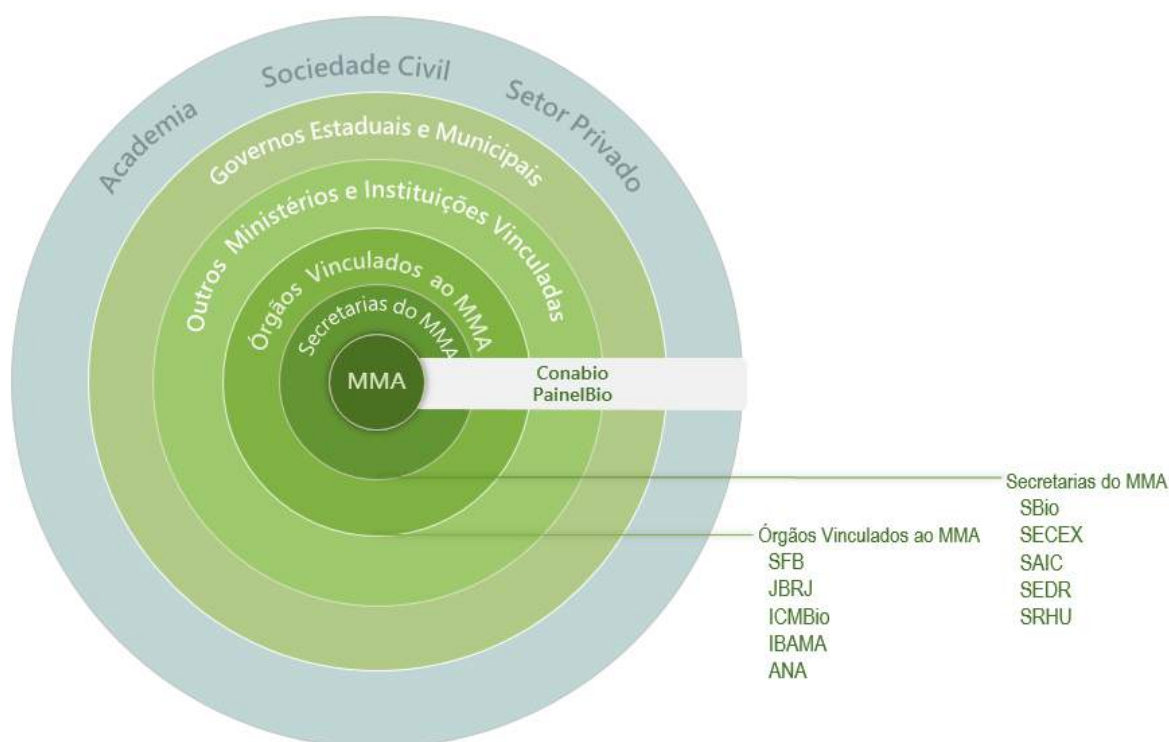 Sociedade Civil
Academia
Setor Privado
Governos Estaduais e Municipais
Outros Ministérios e Instituições Vinculadas
Órgãos Vinculados ao MMA
Secretarias do MMA
MMA
Conabio
PainelBio
Secretarias do MMA
SBio
SECEX
SAIC
SEDR
SRHU
Órgãos Vinculados ao MMA
SFB
JBRJ
ICMBio
IBAMA
ANA